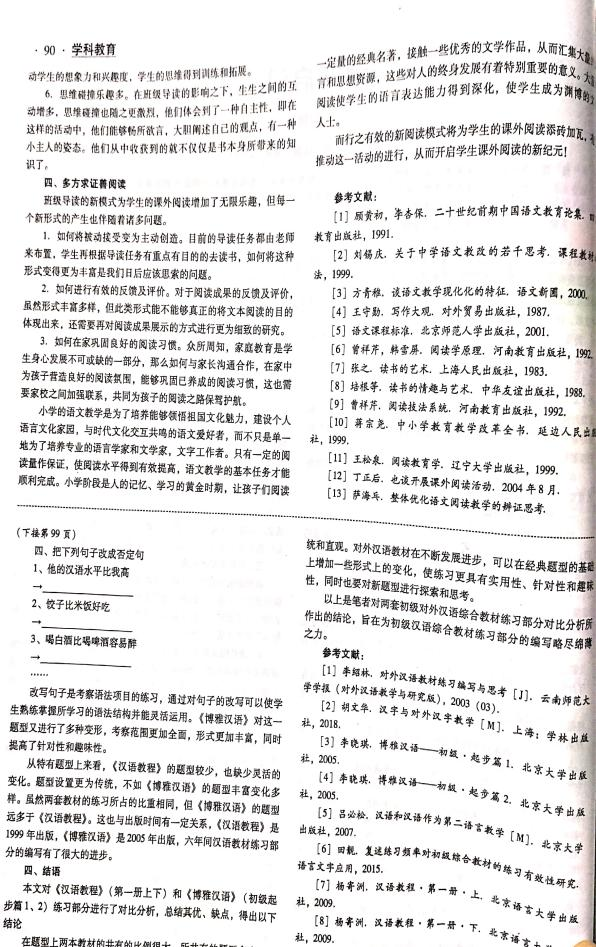 · 90 · 学科教育
动学生的想象力和兴趣度，学生的思维得到训练和拓展。
6. 思维碰撞乐趣多。在班级导读的影响之下，生生之间的互
动增多，思维碰撞也随之更激烈，他们体会到了一种自主性，即在
这样的活动中，他们能够畅所欲言，大胆阐述自己的观点，有一种
小主人的姿态。他们从中收获到的就不仅仅是书本身所带来的知
识了。
四、多方求证善阅读
班级导读的新模式为学生的课外阅读增加了无限乐趣，但每一
个新形式的产生也伴随着诸多问题。
1. 如何将被动接受变为主动创造。目前的导读任务都由老师
来布置，学生再根据导读任务有重点有目的的去读书，如何将这种
形式变得更为丰富是我们日后应该思索的问题。
2. 如何进行有效的反馈及评价。对于阅读成果的反馈及评价，
虽然形式丰富多样，但此类形式能不能够真正的将文本阅读的目的
体现出来，还需要再对阅读成果展示的方式进行更为细致的研究。
3. 如何在家巩固良好的阅读习惯。众所周知，家庭教育是学
生身心发展不可或缺的一部分，那么如何与家长沟通合作，在家中
为孩子营造良好的阅读氛围，能够巩固已养成的阅读习惯，这也需
要家校之间加强联系，共同为孩子的阅读之路保驾护航。
小学的语文教学是为了培养能够领悟祖国文化魅力，建设个人
语言文化家园，与时代文化交互共鸣的语文爱好者，而不只是单一
地为了培养专业的语言学家和文学家，文字工作者。只有一定的阅
读量作保证，使阅读水平得到有效提高，语文教学的基本任务才能
顺利完成。小学阶段是人的记忆、学习的黄金时期，让孩子们阅读
一定量的经典名著，接触一些优秀的文学作品，从而汇集大量
言和思想资源，这些对人的终身发展有着特别重要的意义。大量
阅读使学生的语言表达能力得到深化，使学生成为渊博的文
人士。
而行之有效的新阅读模式将为学生的课外阅读添砖加瓦，
推动这一活动的进行，从而开启学生课外阅读的新纪元！
参考文献：
[1] 顾黄初，李杏保. 二十世纪前期中国语文教育论集.
教育出版社，1991.
[2] 刘锡庆. 关于中学语文教改的若干思考. 课程教材
法，1999.
[3] 方青稚. 谈语文教学现代化的特征. 语文新圃，2000.
[4] 王守勋. 写作大观. 对外贸易出版社，1987.
[5] 语文课程标准. 北京师范大学出版社，2001.
[6] 曾祥芹，韩雪屏. 阅读学原理. 河南教育出版社，1992.
[7] 张之. 读书的艺术. 上海人民出版社，1983.
[8] 培根等. 读书的情趣与艺术. 中华友谊出版社，1988.
[9] 曹祥芹. 阅读技法系统. 河南教育出版社，1992.
[10] 蒋宗尧. 中小学教育教学改革全书. 延边人民出
社，1999.
[11] 王松泉. 阅读教育学. 辽宁大学出版社，1999.
[12] 丁正后. 也谈开展课外阅读活动. 2004 年 8 月.
[13] 萨海兵. 整体优化语文阅读教学的辨证思考.
（下接第 99 页）
四、把下列句子改成否定句
1、他的汉语水平比我高
→
2、饺子比米饭好吃
→
3、喝白酒比喝啤酒容易醉
→
……
改写句子是考察语法项目的练习，通过对句子的改写可以使学
生熟练掌握所学习的语法结构并能灵活运用。《博雅汉语》对这一
题型又进行了多种变形，考察范围更加全面，形式更加丰富，同时
提高了针对性和趣味性。
从特有题型上来看，《汉语教程》的题型较少，也缺少灵活的
变化。题型设置更为传统，不如《博雅汉语》的题型丰富变化多
样。虽然两套教材的练习所占的比重相同，但《博雅汉语》的题型
远多于《汉语教程》。这也与出版时间有一定关系，《汉语教程》是
1999 年出版，《博雅汉语》是 2005 年出版，六年间汉语教材练习部
分的编写有了很大的进步。
四、结语
本文对《汉语教程》（第一册上下）和《博雅汉语》（初级起
步篇 1、2）练习部分进行了对比分析，总结其优、缺点，得出以下
结论
在题型上两本教材的共有的比例很大，所共有的题型
统和直观。对外汉语教材在不断发展进步，可以在经典题型的基础
上增加一些形式上的变化，使练习更具有实用性、针对性和趣味
性，同时也要对新题型进行探索和思考。
以上是笔者对两套初级对外汉语综合教材练习部分对比分析所
作出的结论，旨在为初级汉语综合教材练习部分的编写略尽绵薄
之力。
参考文献：
[1] 李绍林. 对外汉语教材练习编写与思考 [J]. 云南师范大
学学报（对外汉语教学与研究版），2003（03）.
[2] 胡文华. 汉字与对外汉字教学 [M]. 上海：学林出版
社，2018.
[3] 李晓琪. 博雅汉语——初级·起步篇 1. 北京大学出版
社，2005.
[4] 李晓琪. 博雅汉语——初级·起步篇 2. 北京大学出版
社，2005.
[5] 吕必松. 汉语和汉语作为第二语言教学 [M]. 北京大学
出版社，2007.
[6] 田靓. 复述练习频率对初级综合教材的练习有效性研究.
语言文字应用，2015.
[7] 杨寄洲. 汉语教程·第一册·上. 北京语言大学出版
社，2009.
[8] 杨寄洲. 汉语教程·第一册·下. 北京语言大学
社，2009.